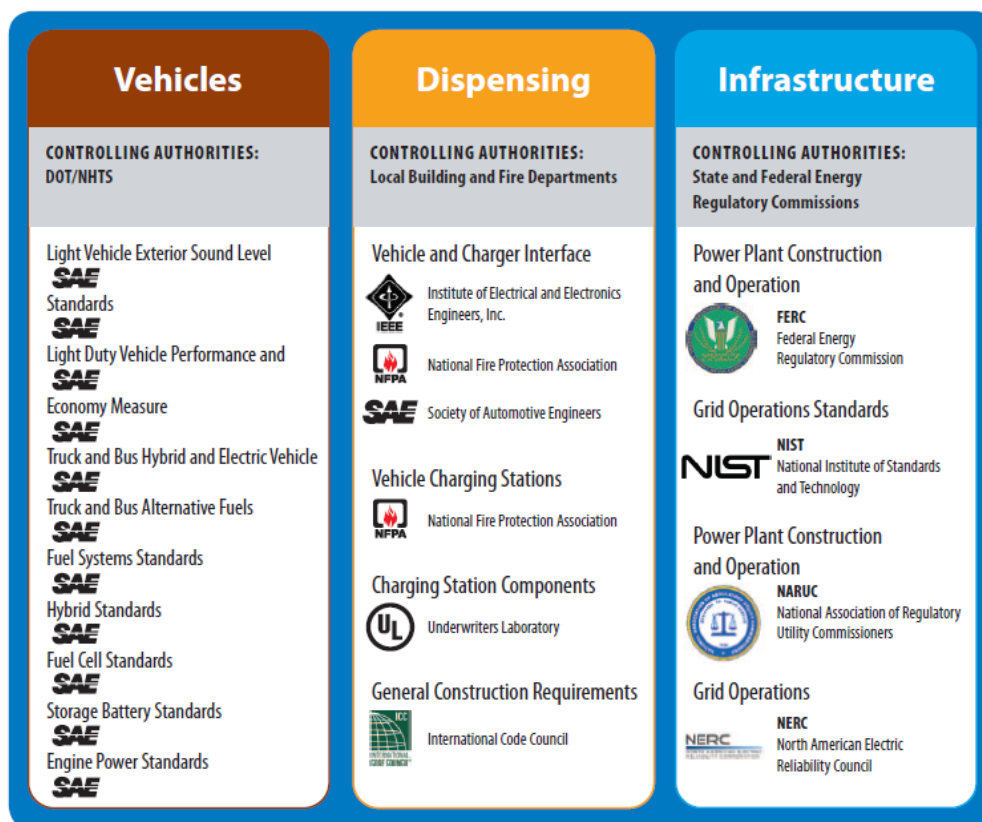 Vehicles
CONTROLLING AUTHORITIES:
DOT/NHTS
Light Vehicle Exterior Sound Level
SAE
Standards
SAE
Light Duty Vehicle Performance and
SAE
Economy Measure
SAE
Truck and Bus Hybrid and Electric Vehicle
SAE
Truck and Bus Alternative Fuels
SAE
Fuel Systems Standards
SAE
Hybrid Standards
SAE
Fuel Cell Standards
SAE
Storage Battery Standards
SAE
Engine Power Standards
SAE
Dispensing
CONTROLLING AUTHORITIES:
Local Building and Fire Departments
Vehicle and Charger Interface
IEEE
Institute of Electrical and Electronics
Engineers, Inc.
NFPA
National Fire Protection Association
SAE Society of Automotive Engineers
Vehicle Charging Stations
NFPA
National Fire Protection Association
Charging Station Components
UL
Underwriters Laboratory
General Construction Requirements
ICC
INTERNATIONAL
CODE COUNCIL
International Code Council
Infrastructure
CONTROLLING AUTHORITIES:
State and Federal Energy
Regulatory Commissions
Power Plant Construction
and Operation
FERC
Federal Energy
Regulatory Commission
Grid Operations Standards
NIST
NIST
National Institute of Standards
and Technology
Power Plant Construction
and Operation
NARUC
National Association of Regulatory
Utility Commissioners
Grid Operations
NERC
NERC
North American Electric
Reliability Council